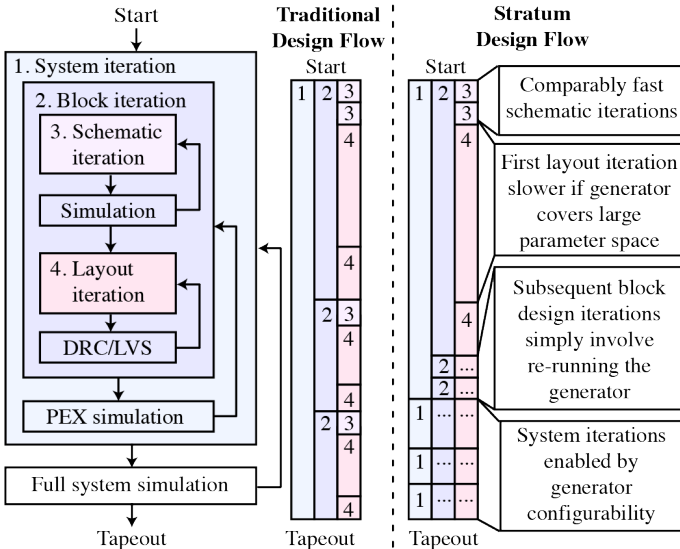 Start
1. System iteration
2. Block iteration
3. Schematic
iteration
Simulation
4. Layout
iteration
DRC/LVS
PEX simulation
Full system simulation
Tapeout
Traditional
Design Flow
Start
1 2 3
3
4
4
2 3
4
4
2 3
4
4
Tapeout
Stratum
Design Flow
Start
1 2 3
3
4
4
2 ...
2 ...
1 ... ...
1 ... ...
1 ... ...
Tapeout
Comparably fast
schematic iterations
First layout iteration
slower if generator
covers large
parameter space
Subsequent block
design iterations
simply involve
re-running the
generator
System iterations
enabled by
generator
configurability